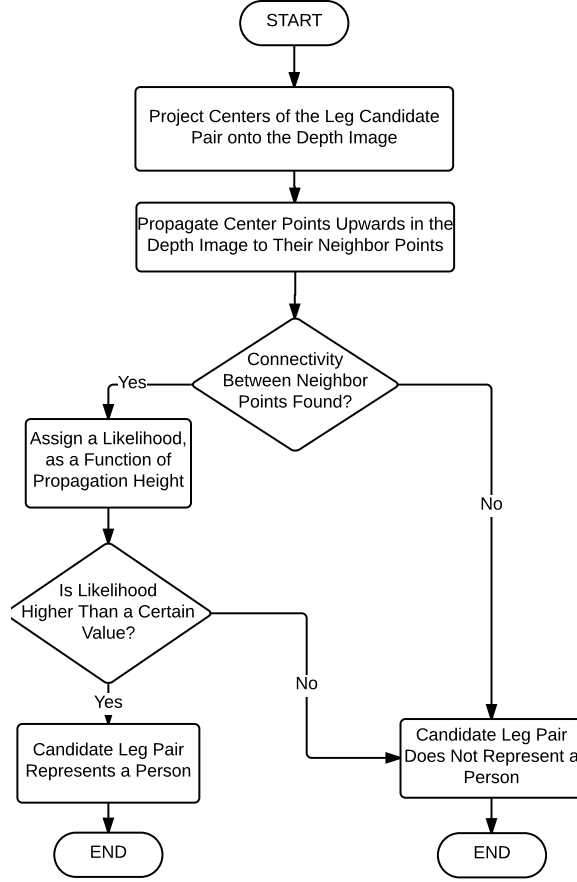 START
Project Centers of the Leg Candidate
Pair onto the Depth Image
Propagate Center Points Upwards in the
Depth Image to Their Neighbor Points
Connectivity
Between Neighbor
Points Found?
Yes
Assign a Likelihood,
as a Function of
Propagation Height
No
Is Likelihood
Higher Than a Certain
Value?
No
Yes
Candidate Leg Pair
Represents a Person
Candidate Leg Pair
Does Not Represent a
Person
END
END